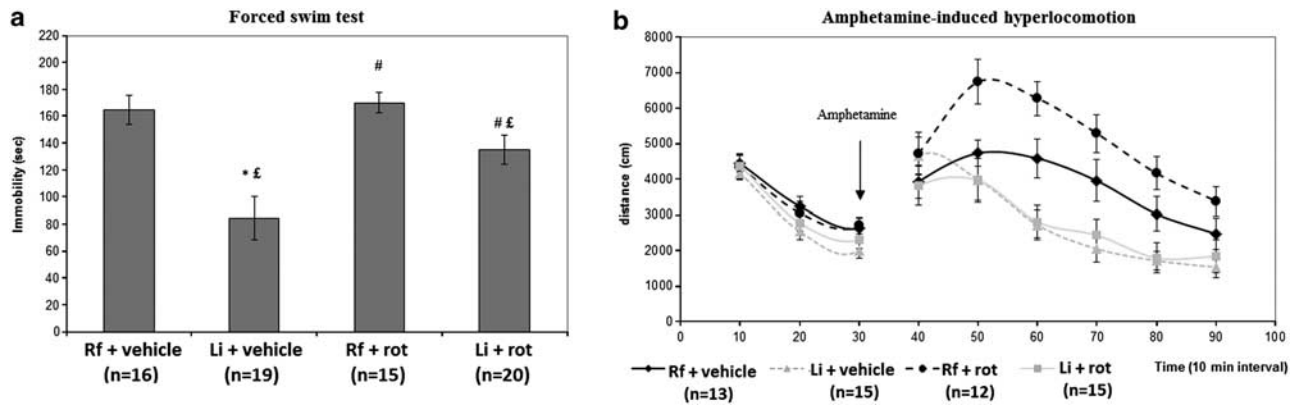 a
Forced swim test
220
200
180
160
140
120
100
80
60
40
20
0
Immobility (sec)
* £
#
# £
Rf + vehicle
(n=16)
Li + vehicle
(n=19)
Rf + rot
(n=15)
Li + rot
(n=20)
b
Amphetamine-induced hyperlocomotion
8000
7000
6000
5000
4000
3000
2000
1000
0
distance (cm)
Amphetamine
0 10 20 30 40 50 60 70 80 90 100
Time (10 min interval)
Rf + vehicle
(n=13)
Li + vehicle
(n=15)
Rf + rot
(n=12)
Li + rot
(n=15)